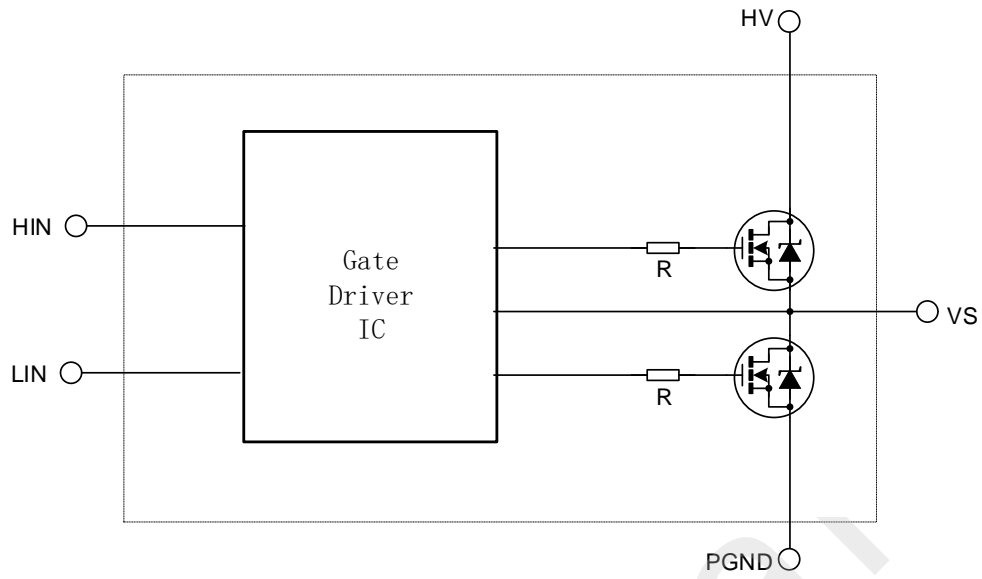 HV
HIN
Gate
Driver
IC
R
VS
LIN
R
PGND